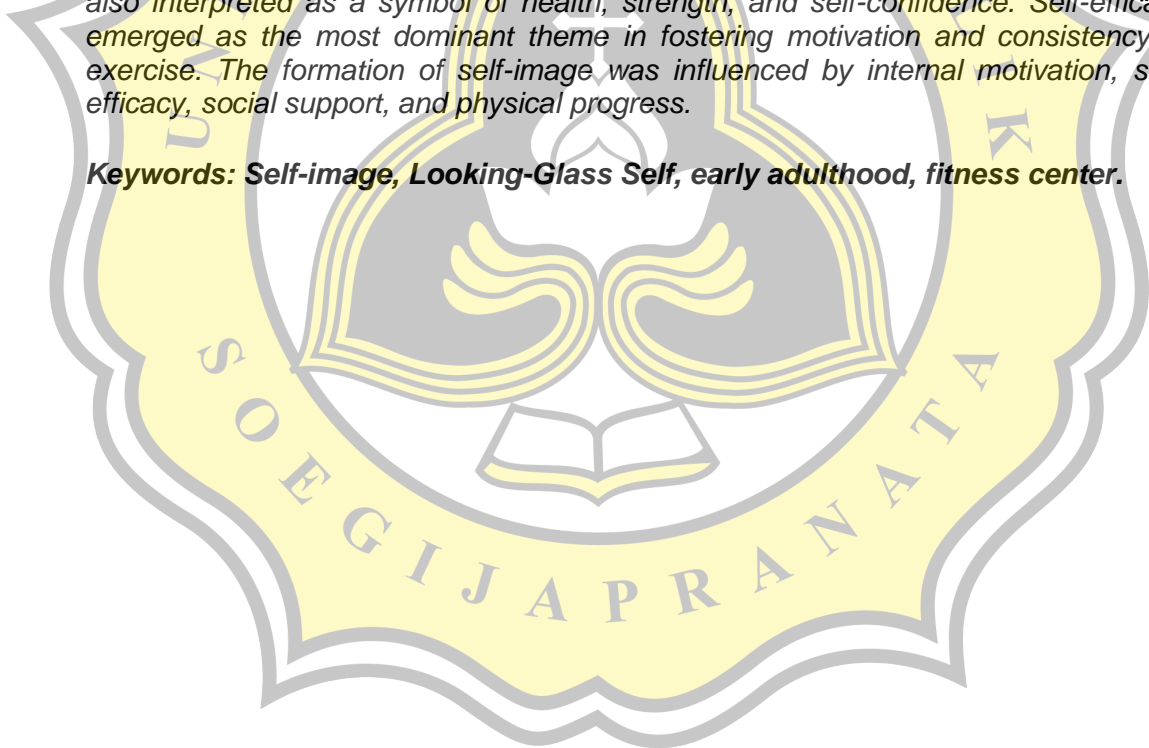 also interpreted as a symbol of health, strength, and self-confidence. Self-effica
emerged as the most dominant theme in fostering motivation and consistency
exercise. The formation of self-image was influenced by internal motivation, s
efficacy, social support, and physical progress.
Keywords: Self-image, Looking-Glass Self, early adulthood, fitness center.
UN
LIK
SOEGIJAPRANATA